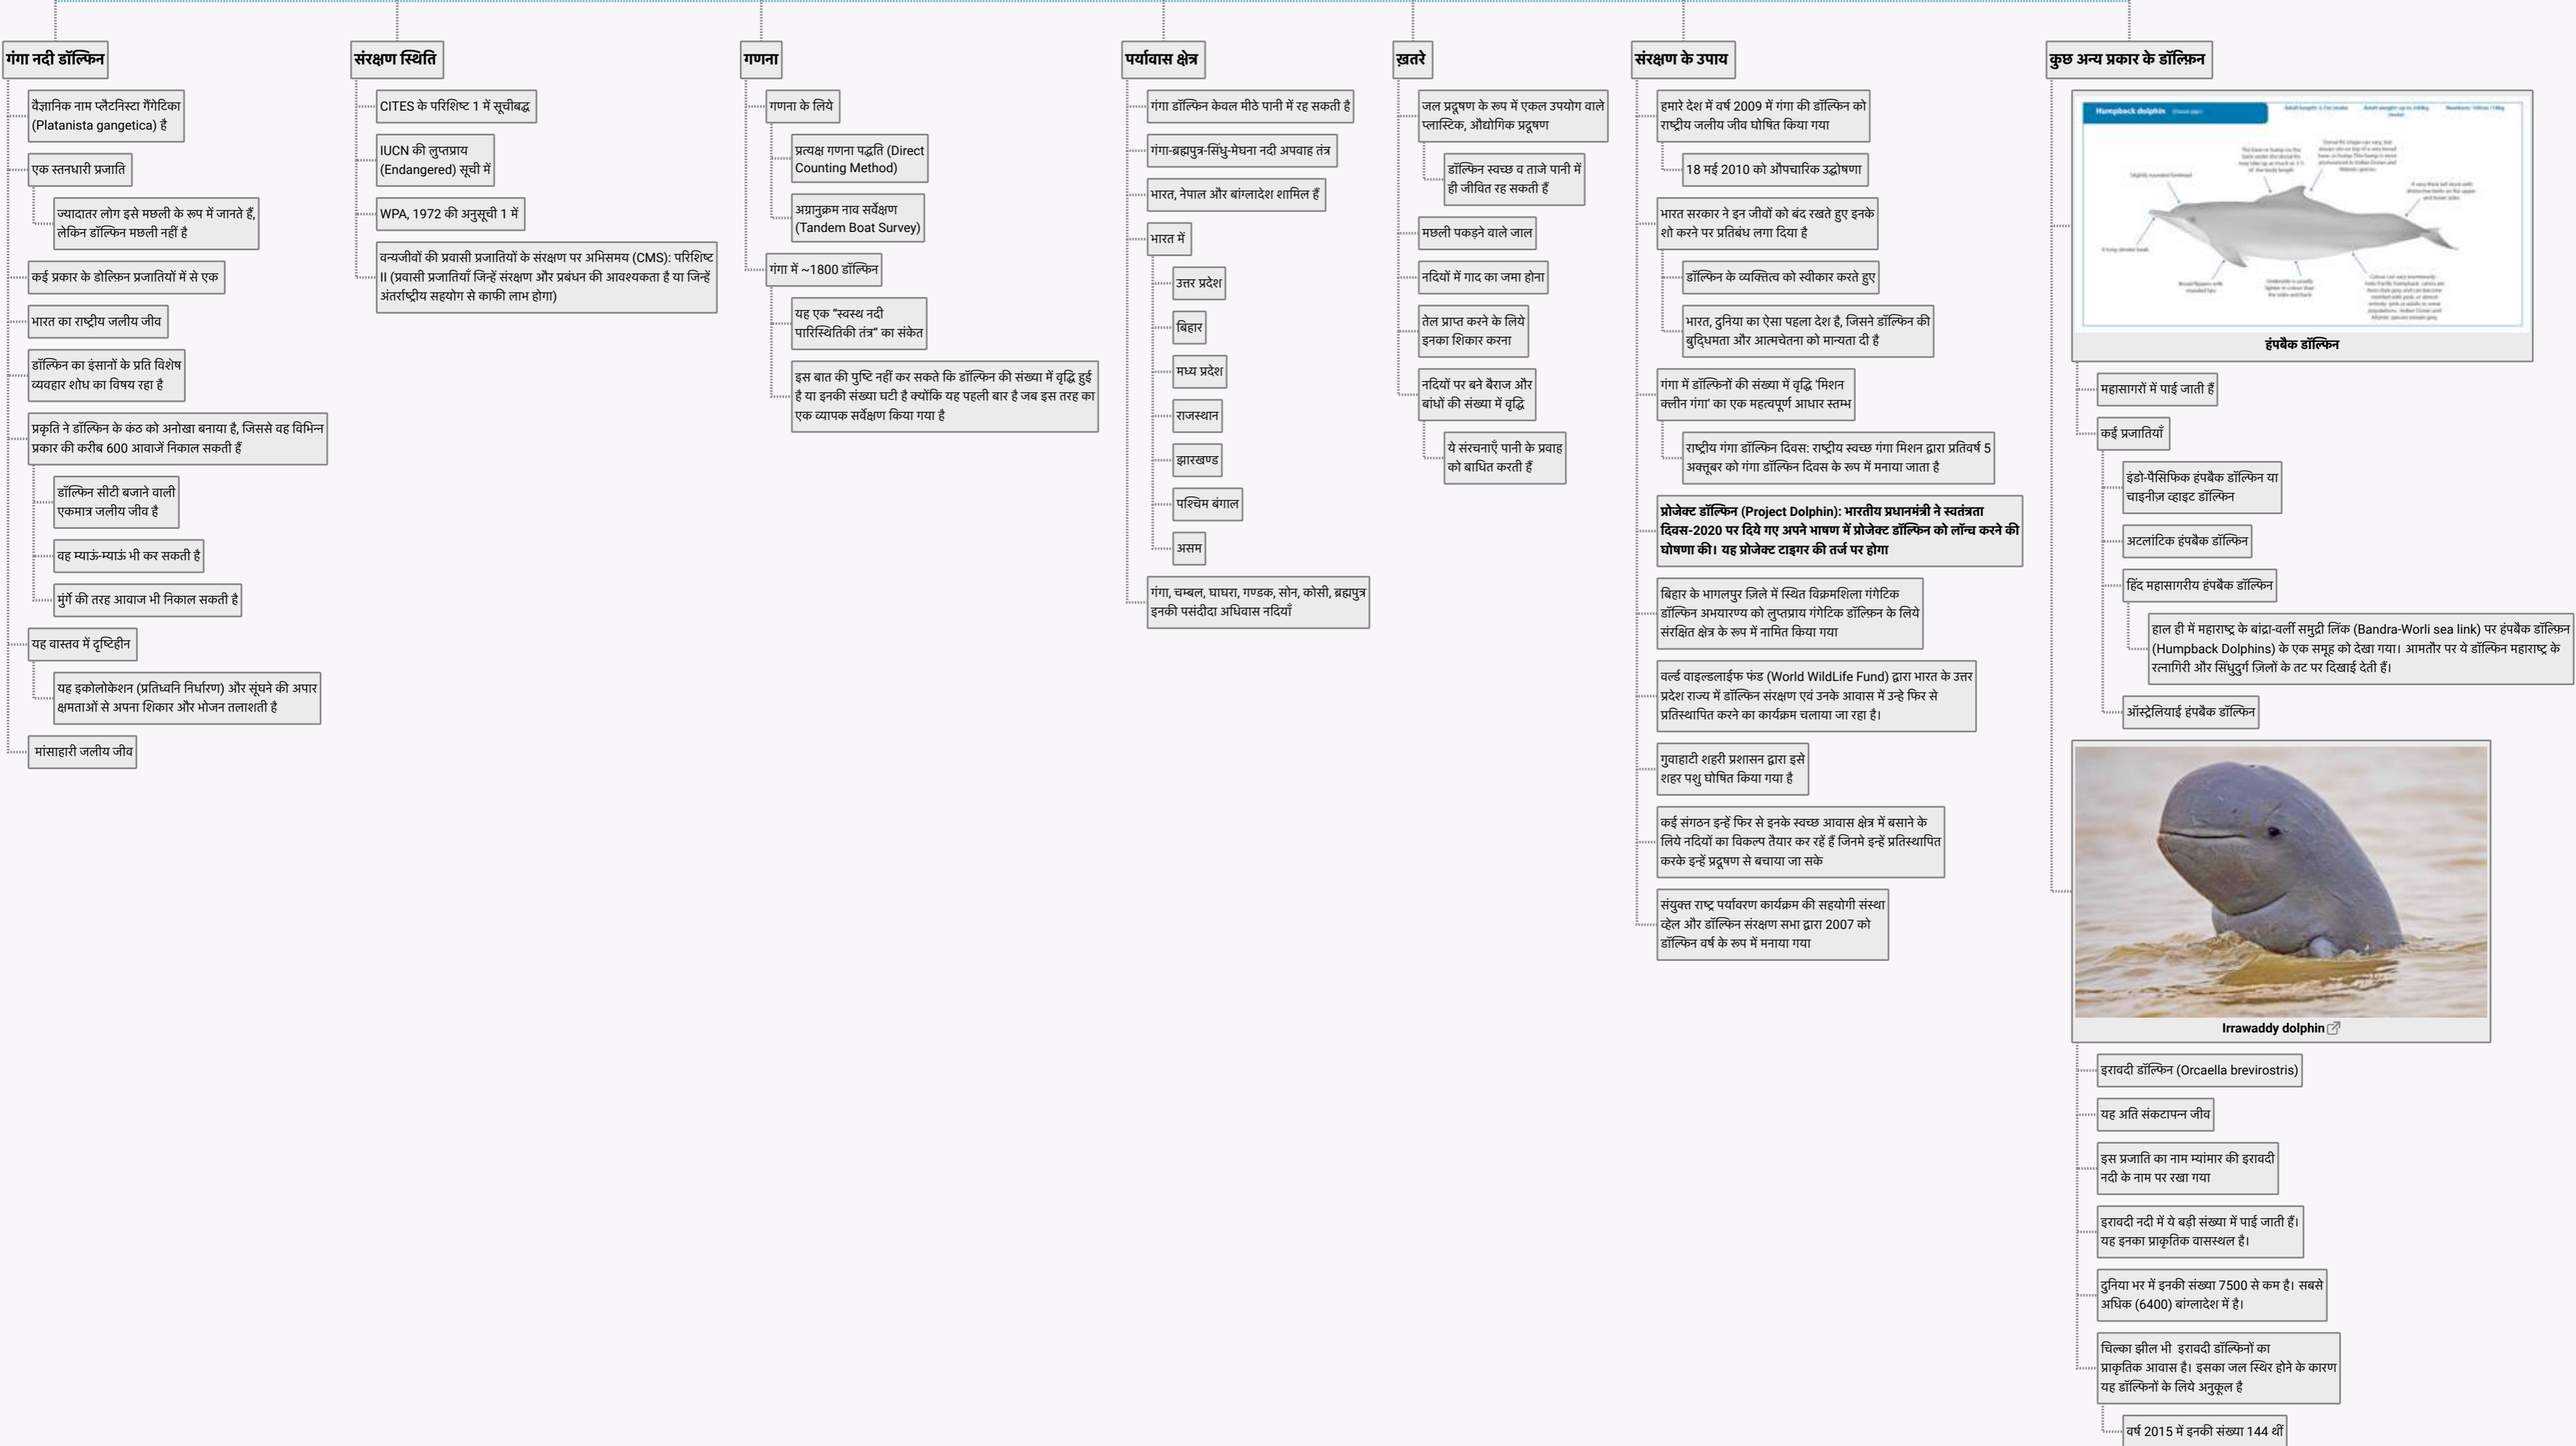 गंगा नदी डॉल्फिन
वैज्ञानिक नाम प्लैटनिस्टा गैंगेटिका
(Platanista gangetica) है
एक स्तनधारी प्रजाति
ज्यादातर लोग इसे मछली के रूप में जानते हैं,
लेकिन डॉल्फिन मछली नहीं है
कई प्रकार के डोल्फ़िन प्रजातियों में से एक
भारत का राष्ट्रीय जलीय जीव
डॉल्फिन का इंसानों के प्रति विशेष
व्यवहार शोध का विषय रहा है
प्रकृति ने डॉल्फिन के कंठ को अनोखा बनाया है, जिससे वह विभिन्न
प्रकार की करीब 600 आवाजें निकाल सकती हैं
डॉल्फिन सीटी बजाने वाली
एकमात्र जलीय जीव है
वह म्याऊं-म्याऊं भी कर सकती है
मुंर्गे की तरह आवाज भी निकाल सकती है
यह वास्तव में दृष्टिहीन
यह इकोलोकेशन (प्रतिध्वनि निर्धारण) और सूंघने की अपार
क्षमताओं से अपना शिकार और भोजन तलाशती है
मांसाहारी जलीय जीव
संरक्षण स्थिति
CITES के परिशिष्ट 1 में सूचीबद्ध
IUCN की लुप्तप्राय
(Endangered) सूची में
WPA, 1972 की अनुसूची 1 में
वन्यजीवों की प्रवासी प्रजातियों के संरक्षण पर अभिसमय (CMS): परिशिष्ट
II (प्रवासी प्रजातियाँ जिन्हें संरक्षण और प्रबंधन की आवश्यकता है या जिन्हें
अंतर्राष्ट्रीय सहयोग से काफी लाभ होगा)
गणना
गणना के लिये
प्रत्यक्ष गणना पद्धति (Direct
Counting Method)
अग्रानुक्रम नाव सर्वेक्षण
(Tandem Boat Survey)
गंगा में ~1800 डॉल्फिन
यह एक “स्वस्थ नदी
पारिस्थितिकी तंत्र” का संकेत
इस बात की पुष्टि नहीं कर सकते कि डॉल्फिन की संख्या में वृद्धि हुई
है या इनकी संख्या घटी है क्योंकि यह पहली बार है जब इस तरह का
एक व्यापक सर्वेक्षण किया गया है
पर्यावास क्षेत्र
गंगा डॉल्फिन केवल मीठे पानी में रह सकती है
गंगा-ब्रह्मपुत्र-सिंधु-मेघना नदी अपवाह तंत्र
भारत, नेपाल और बांग्लादेश शामिल हैं
भारत में
उत्तर प्रदेश
बिहार
मध्य प्रदेश
राजस्थान
झारखण्ड
पश्चिम बंगाल
असम
गंगा, चम्बल, घाघरा, गण्डक, सोन, कोसी, ब्रह्मपुत्र
इनकी पसंदीदा अधिवास नदियाँ
ख़तरे
जल प्रदूषण के रूप में एकल उपयोग वाले
प्लास्टिक, औद्योगिक प्रदूषण
डॉल्फिन स्वच्छ व ताजे पानी में
ही जीवित रह सकती हैं
मछली पकड़ने वाले जाल
नदियों में गाद का जमा होना
तेल प्राप्त करने के लिये
इनका शिकार करना
नदियों पर बने बैराज और
बांधों की संख्या में वृद्धि
ये संरचनाएँ पानी के प्रवाह
को बाधित करती हैं
संरक्षण के उपाय
हमारे देश में वर्ष 2009 में गंगा की डॉल्फिन को
राष्ट्रीय जलीय जीव घोषित किया गया
18 मई 2010 को औपचारिक उद्घोषणा
भारत सरकार ने इन जीवों को बंद रखते हुए इनके
शो करने पर प्रतिबंध लगा दिया है
डॉल्फिन के व्यक्तित्व को स्वीकार करते हुए
भारत, दुनिया का ऐसा पहला देश है, जिसने डॉल्फिन की
बुद्धिमता और आत्मचेतना को मान्यता दी है
गंगा में डॉल्फिनों की संख्या में वृद्धि 'मिशन
क्लीन गंगा' का एक महत्वपूर्ण आधार स्तम्भ
राष्ट्रीय गंगा डॉल्फिन दिवस: राष्ट्रीय स्वच्छ गंगा मिशन द्वारा प्रतिवर्ष 5
अक्तूबर को गंगा डॉल्फिन दिवस के रूप में मनाया जाता है
प्रोजेक्ट डॉल्फिन (Project Dolphin): भारतीय प्रधानमंत्री ने स्वतंत्रता
दिवस-2020 पर दिये गए अपने भाषण में प्रोजेक्ट डॉल्फिन को लॉन्च करने की
घोषणा की। यह प्रोजेक्ट टाइगर की तर्ज पर होगा
बिहार के भागलपुर ज़िले में स्थित विक्रमशिला गंगेटिक
डॉल्फिन अभयारण्य को लुप्तप्राय गंगेटिक डॉल्फ़िन के लिये
संरक्षित क्षेत्र के रूप में नामित किया गया
वर्ल्ड वाइल्डलाईफ फंड (World WildLife Fund) द्वारा भारत के उत्तर
प्रदेश राज्य में डॉल्फिन संरक्षण एवं उनके आवास में उन्हे फिर से
प्रतिस्थापित करने का कार्यक्रम चलाया जा रहा है।
गुवाहाटी शहरी प्रशासन द्वारा इसे
शहर पशु घोषित किया गया है
कई संगठन इन्हें फिर से इनके स्वच्छ आवास क्षेत्र में बसाने के
लिये नदियों का विकल्प तैयार कर रहें हैं जिनमे इन्हें प्रतिस्थापित
करके इन्हें प्रदूषण से बचाया जा सके
संयुक्त राष्ट्र पर्यावरण कार्यक्रम की सहयोगी संस्था
व्हेल और डॉल्फिन संरक्षण सभा द्वारा 2007 को
डॉल्फिन वर्ष के रूप में मनाया गया
कुछ अन्य प्रकार के डॉल्फ़िन
Humpback dolphin
हंपबैक डॉल्फिन
महासागरों में पाई जाती हैं
कई प्रजातियाँ
इंडो-पैसिफिक हंपबैक डॉल्फिन या
चाइनीज़ व्हाइट डॉल्फिन
अटलांटिक हंपबैक डॉल्फिन
हिंद महासागरीय हंपबैक डॉल्फिन
हाल ही में महाराष्ट्र के बांद्रा-वर्ली समुद्री लिंक (Bandra-Worli sea link) पर हंपबैक डॉल्फ़िन
(Humpback Dolphins) के एक समूह को देखा गया। आमतौर पर ये डॉल्फिन महाराष्ट्र के
रत्नागिरी और सिंधुदुर्ग ज़िलों के तट पर दिखाई देती हैं।
ऑस्ट्रेलियाई हंपबैक डॉल्फिन
Irrawaddy dolphin
इरावदी डॉल्फिन (Orcaella brevirostris)
यह अति संकटापन्न जीव
इस प्रजाति का नाम म्यांमार की इरावदी
नदी के नाम पर रखा गया
इरावदी नदी में ये बड़ी संख्या में पाई जाती हैं।
यह इनका प्राकृतिक वासस्थल है।
दुनिया भर में इनकी संख्या 7500 से कम है। सबसे
अधिक (6400) बांग्लादेश में है।
चिल्का झील भी इरावदी डॉल्फिनों का
प्राकृतिक आवास है। इसका जल स्थिर होने के कारण
यह डॉल्फिनों के लिये अनुकूल है
वर्ष 2015 में इनकी संख्या 144 थीं